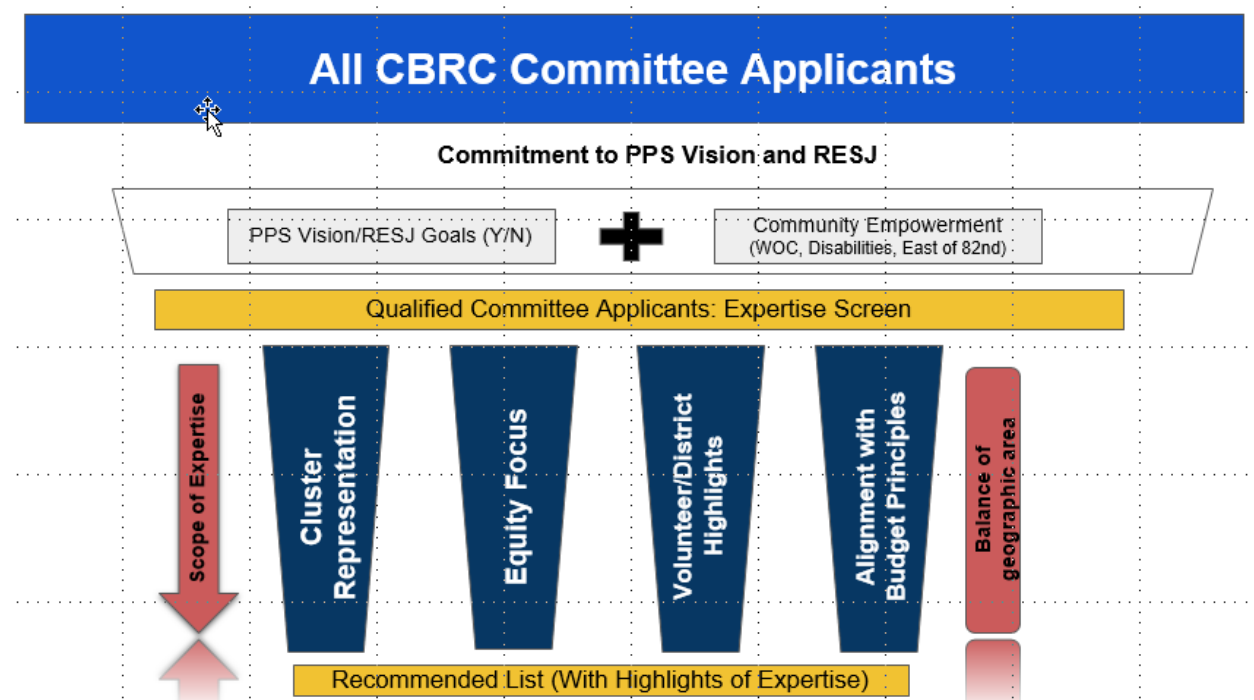 All CBRC Committee Applicants
Commitment to PPS Vision and RESJ
PPS Vision/RESJ Goals (Y/N)
Community Empowerment
(WOC, Disabilities, East of 82nd)
Qualified Committee Applicants: Expertise Screen
Scope of Expertise
Cluster
Representation
Equity Focus
Volunteer/District
Highlights
Alignment with
Budget Principles
Balance of
geographic area
Recommended List (With Highlights of Expertise)